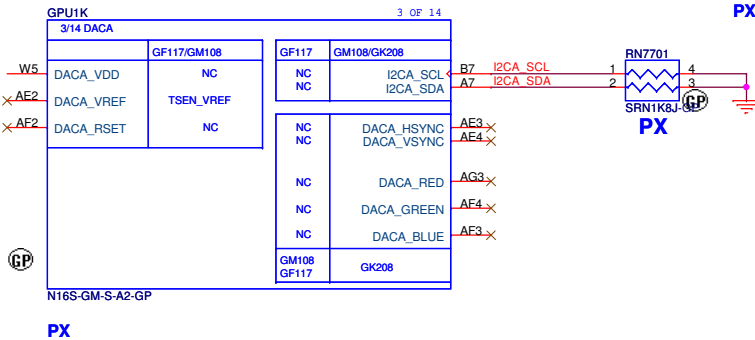 GPU1K
3 OF 14
PX
3/14 DACA
GF117/GM108
GF117
GM108/GK208
RN7701
W5
DACA_VDD
NC
NC
I2CA_SCL
B7
I2CA_SCL
1
4
NC
I2CA_SDA
A7
I2CA_SDA
2
3
AE2
DACA_VREF
TSEN_VREF
SRN1K8J-GP
GP
AF2
DACA_RSET
NC
NC
DACA_HSYNC
AE3
PX
NC
DACA_VSYNC
AE4
NC
DACA_RED
AG3
NC
DACA_GREEN
AF4
NC
DACA_BLUE
AF3
GP
GM108
GF117
GK208
N16S-GM-S-A2-GP
PX